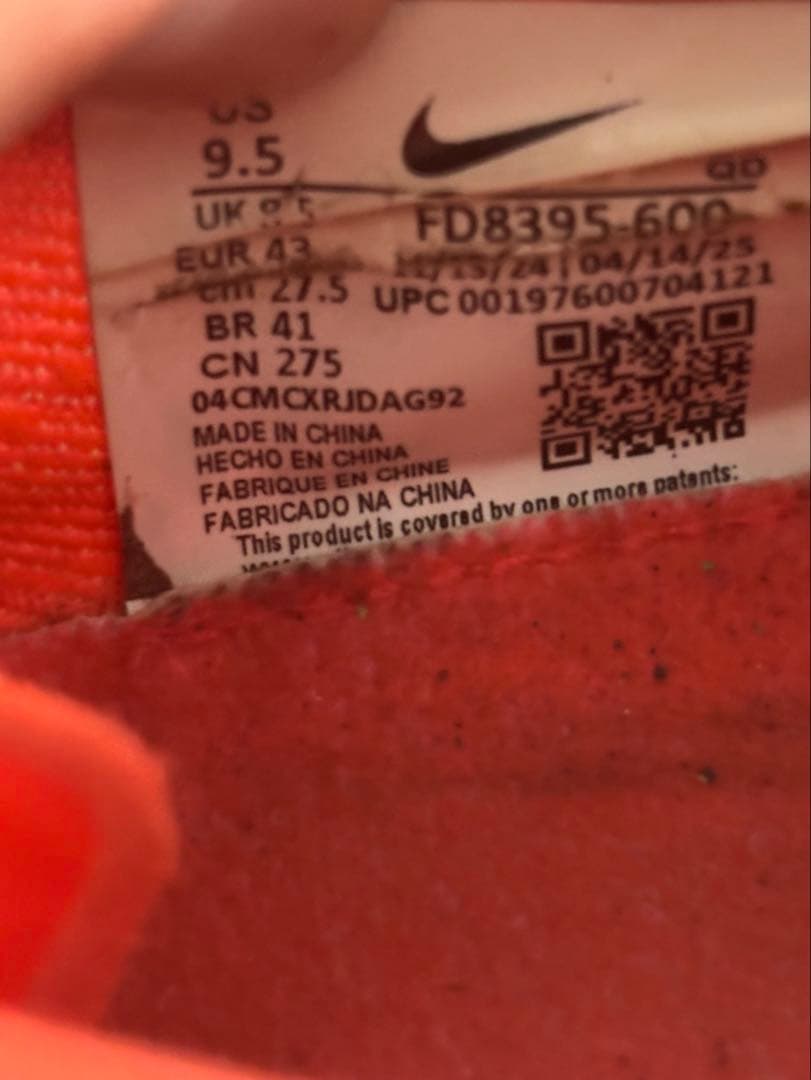 US
9.5
QD
UK 8.5
FD8395-600
EUR 43
11/15/24 | 04/14/25
cm 27.5
UPC 00197600704121
BR 41
CN 275
04CMCXRJDAG92
MADE IN CHINA
HECHO EN CHINA
FABRIQUE EN CHINE
FABRICADO NA CHINA
This product is covered by one or more patents: